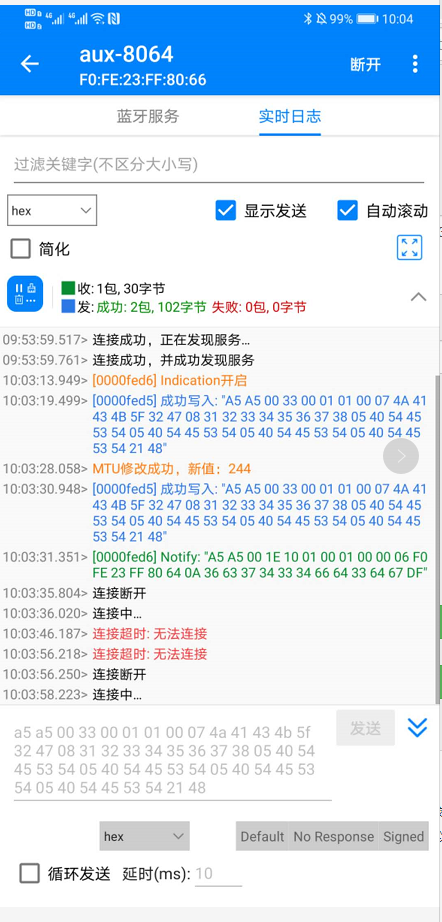 99% 10:04
aux-8064
F0:FE:23:FF:80:66
断开
蓝牙服务 实时日志
过滤关键字(不区分大小写)
hex 显示发送 自动滚动
简化
收: 1包, 30字节
发: 成功: 2包, 102字节 失败: 0包, 0字节
09:53:59.517> 连接成功，正在发现服务...
09:53:59.761> 连接成功，并成功发现服务
10:03:13.949> [0000fed6] Indication开启
10:03:19.499> [0000fed5] 成功写入: "A5 A5 00 33 00 01 01 00 07 4A 41
43 4B 5F 32 47 08 31 32 33 34 35 36 37 38 05 40 54 45
53 54 05 40 54 45 53 54 05 40 54 45 53 54 05 40 54 45
53 54 21 48"
10:03:28.058> MTU修改成功，新值：244
10:03:30.948> [0000fed5] 成功写入: "A5 A5 00 33 00 01 01 00 07 4A 41
43 4B 5F 32 47 08 31 32 33 34 35 36 37 38 05 40 54 45
53 54 05 40 54 45 53 54 05 40 54 45 53 54 05 40 54 45
53 54 21 48"
10:03:31.351> [0000fed6] Notify: "A5 A5 00 1E 10 01 00 01 00 00 06 F0
FE 23 FF 80 64 0A 36 63 37 34 33 34 66 64 33 64 67 DF"
10:03:35.804> 连接断开
10:03:36.020> 连接中...
10:03:46.187> 连接超时: 无法连接
10:03:56.218> 连接超时: 无法连接
10:03:56.250> 连接断开
10:03:58.223> 连接中...
a5 a5 00 33 00 01 01 00 07 4a 41 43 4b 5f
32 47 08 31 32 33 34 35 36 37 38 05 40 54
45 53 54 05 40 54 45 53 54 05 40 54 45 53
54 05 40 54 45 53 54 21 48
发送
hex Default No Response Signed
循环发送 延时(ms): 10